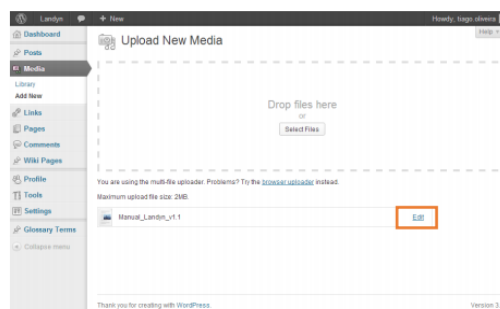 Landyn + New Howdy, tiago.oliveira
Help
Dashboard
Upload New Media
Posts
Media
Library
Add New
Links
Pages
Comments
Wiki Pages
Profile
Tools
Settings
Glossary Terms
Collapse menu
Drop files here
or
Select Files
You are using the multi-file uploader. Problems? Try the browser uploader instead.
Maximum upload file size: 2MB.
Manual_Landyn_v1.1 Edit
Thank you for creating with WordPress. Version 3.